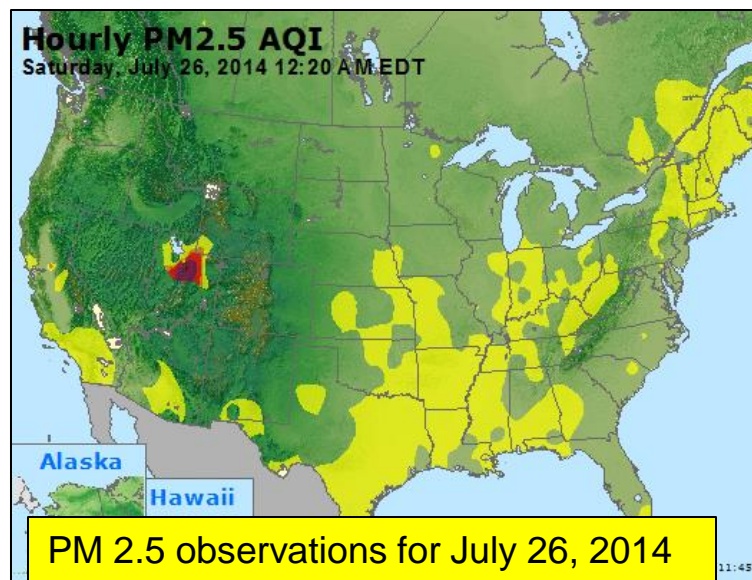 Hourly PM2.5 AQI
Saturday, July 26, 2014 12:20 AM EDT
Alaska
Hawaii
PM 2.5 observations for July 26, 2014
11:45